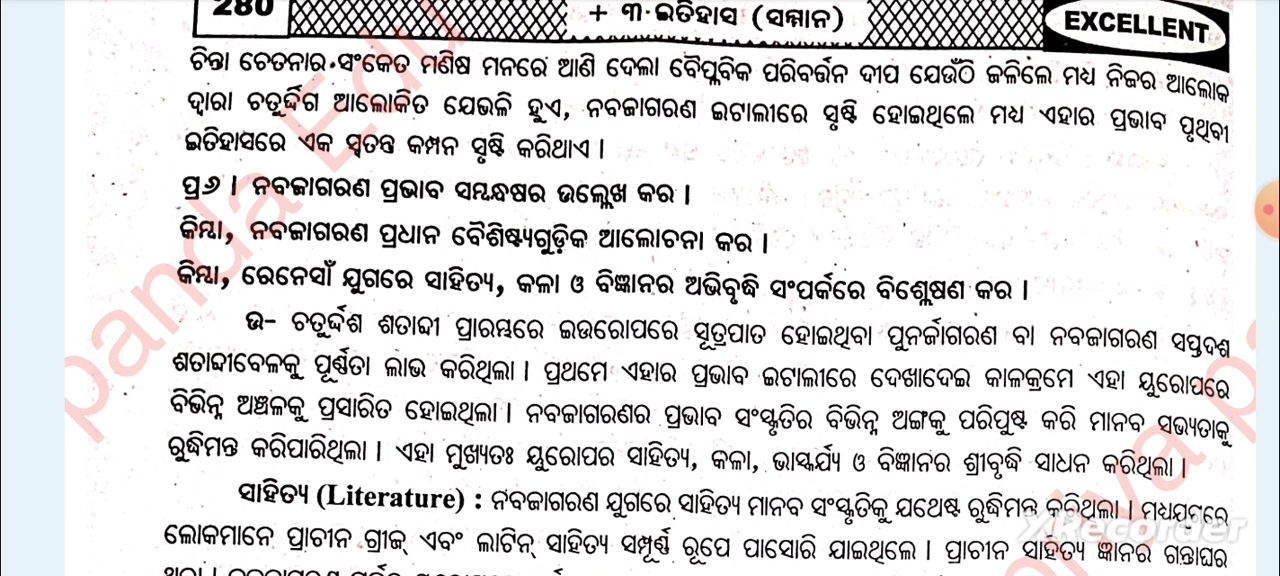 280
+ ୩-ଇତିହାସ (ସମ୍ମାନ)
EXCELLENT
ଚିନ୍ତା ଚେତନାର ସଂକେତ ମଣିଷ ମନରେ ଆଣି ଦେଲା ବୈପ୍ଳବିକ ପରିବର୍ତ୍ତନ ଦୀପ ଯେଉଁଠି ଜଳିଲେ ମଧ୍ୟ ନିଜର ଆଲୋକ
ଦ୍ୱାରା ଚତୁର୍ଦ୍ଦିଗ ଆଲୋକିତ ଯେଭଳି ହୁଏ, ନବଜାଗରଣ ଇଟାଲୀରେ ସୃଷ୍ଟି ହୋଇଥିଲେ ମଧ୍ୟ ଏହାର ପ୍ରଭାବ ପୃଥିବୀ
ଇତିହାସରେ ଏକ ସ୍ୱତନ୍ତ୍ର କମ୍ପନ ସୃଷ୍ଟି କରିଥାଏ ।
ପ୍ର୬ । ନବଜାଗରଣ ପ୍ରଭାବ ସମ୍ବନ୍ଧଷର ଉଲ୍ଲେଖ କର ।
କିମ୍ବା, ନବଜାଗରଣ ପ୍ରଧାନ ବୈଶିଷ୍ଟ୍ୟଗୁଡ଼ିକ ଆଲୋଚନା କର ।
କିମ୍ବା, ରେନେସାଁ ଯୁଗରେ ସାହିତ୍ୟ, କଳା ଓ ବିଜ୍ଞାନର ଅଭିବୃଦ୍ଧି ସଂପର୍କରେ ବିଶ୍ଳେଷଣ କର ।
ଉ- ଚତୁର୍ଦ୍ଦଶ ଶତାବ୍ଦୀ ପ୍ରାରମ୍ଭରେ ଇଉରୋପରେ ସୂତ୍ରପାତ ହୋଇଥିବା ପୁନର୍ଜାଗରଣ ବା ନବଜାଗରଣ ସପ୍ତଦଶ
ଶତାବ୍ଦୀବେଳକୁ ପୂର୍ଣ୍ଣତା ଲାଭ କରିଥିଲା । ପ୍ରଥମେ ଏହାର ପ୍ରଭାବ ଇଟାଲୀରେ ଦେଖାଦେଇ କାଳକ୍ରମେ ଏହା ୟୁରୋପରେ
ବିଭିନ୍ନ ଅଞ୍ଚଳକୁ ପ୍ରସାରିତ ହୋଇଥିଲା । ନବଜାଗରଣର ପ୍ରଭାବ ସଂସ୍କୃତିର ବିଭିନ୍ନ ଅଙ୍ଗକୁ ପରିପୁଷ୍ଟ କରି ମାନବ ସଭ୍ୟତାକୁ
ରୁଦ୍ଧିମନ୍ତ କରିପାରିଥିଲା । ଏହା ମୁଖ୍ୟତଃ ୟୁରୋପର ସାହିତ୍ୟ, କଳା, ଭାସ୍କର୍ଯ୍ୟ ଓ ବିଜ୍ଞାନର ଶ୍ରୀବୃଦ୍ଧି ସାଧନ କରିଥିଲା ।
ସାହିତ୍ୟ (Literature) : ନବଜାଗରଣ ଯୁଗରେ ସାହିତ୍ୟ ମାନବ ସଂସ୍କୃତିକୁ ଯଥେଷ୍ଟ ରୁଦ୍ଧିମନ୍ତ କରିଥିଲା । ମଧ୍ୟଯୁଗରେ
ଲୋକମାନେ ପ୍ରାଚୀନ ଗ୍ରୀକ୍ ଏବଂ ଲାଟିନ୍ ସାହିତ୍ୟ ସମ୍ପୂର୍ଣ୍ଣ ରୂପେ ପାସୋରି ଯାଇଥିଲେ । ପ୍ରାଚୀନ ସାହିତ୍ୟ ଜ୍ଞାନର ଗନ୍ତାଘର
XRecorder